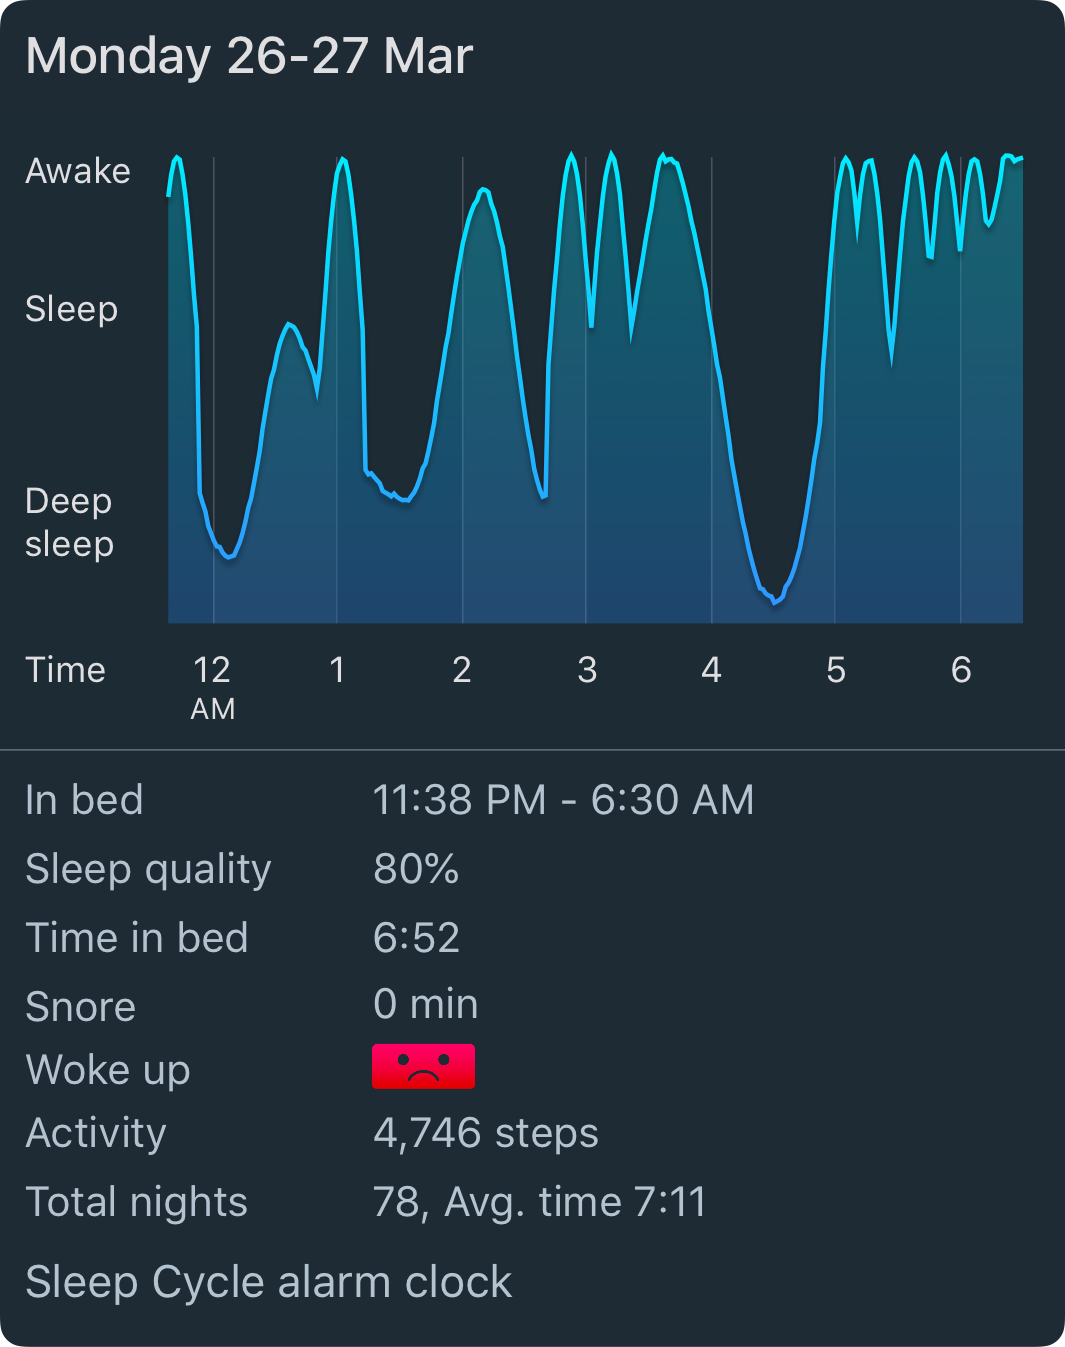 Monday 26-27 Mar
Awake
Sleep
Deep
sleep
Time 12 1 2 3 4 5 6
AM
In bed 11:38 PM - 6:30 AM
Sleep quality 80%
Time in bed 6:52
Snore 0 min
Woke up
Activity 4,746 steps
Total nights 78, Avg. time 7:11
Sleep Cycle alarm clock